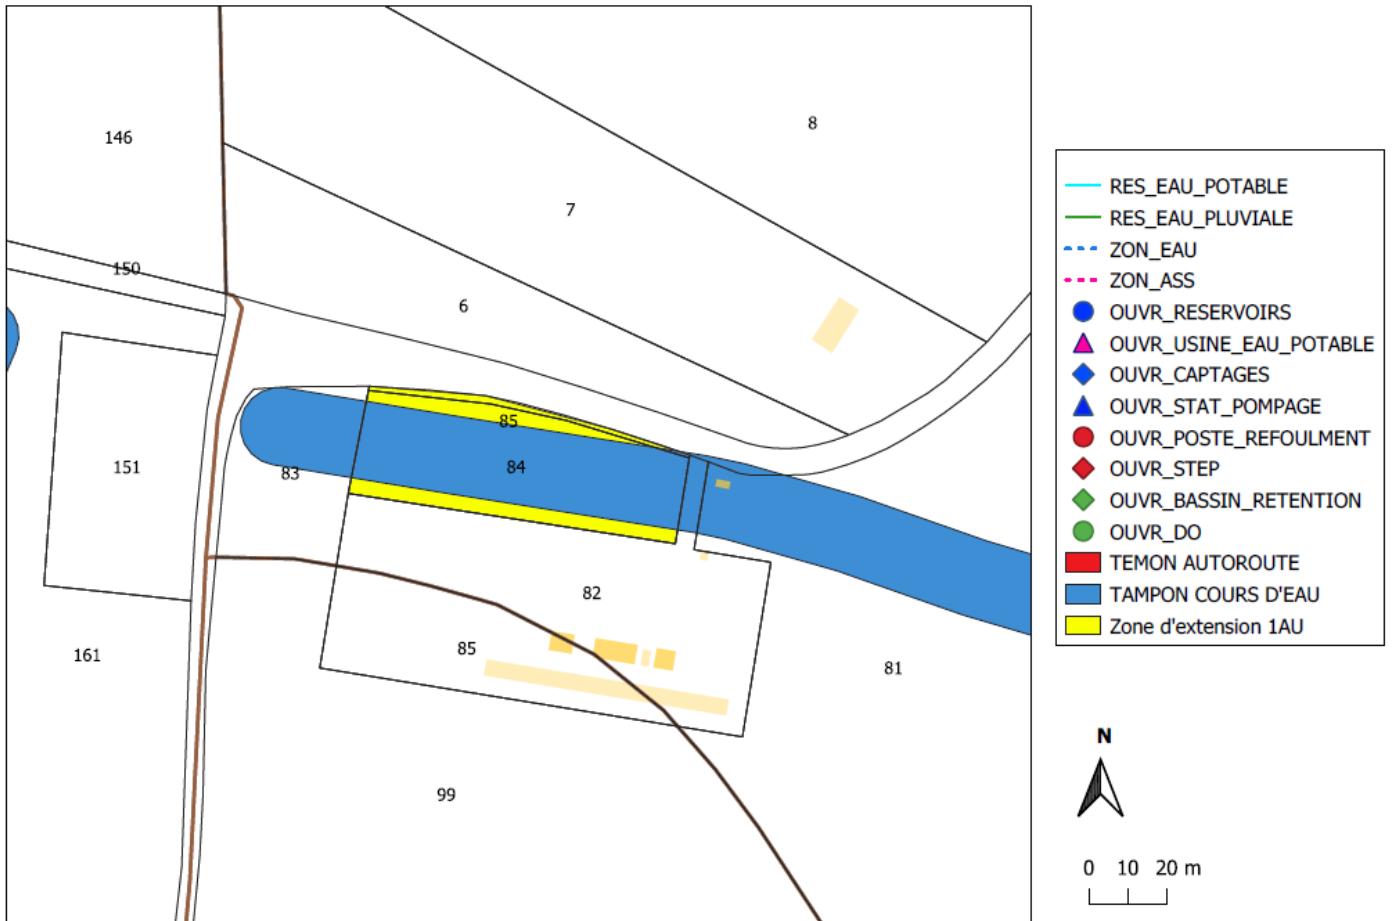 8
146
7
150
6
85
84
151
83
82
85
161
81
99
RES_EAU_POTABLE
RES_EAU_PLUVIALE
ZON_EAU
ZON_ASS
OUVR_RESERVOIRS
OUVR_USINE_EAU_POTABLE
OUVR_CAPTAGES
OUVR_STAT_POMPAGE
OUVR_POSTE_REFOULMENT
OUVR_STEP
OUVR_BASSIN_RETENTION
OUVR_DO
TEMON AUTOROUTE
TAMPON COURS D'EAU
Zone d'extension 1AU
N
0 10 20 m